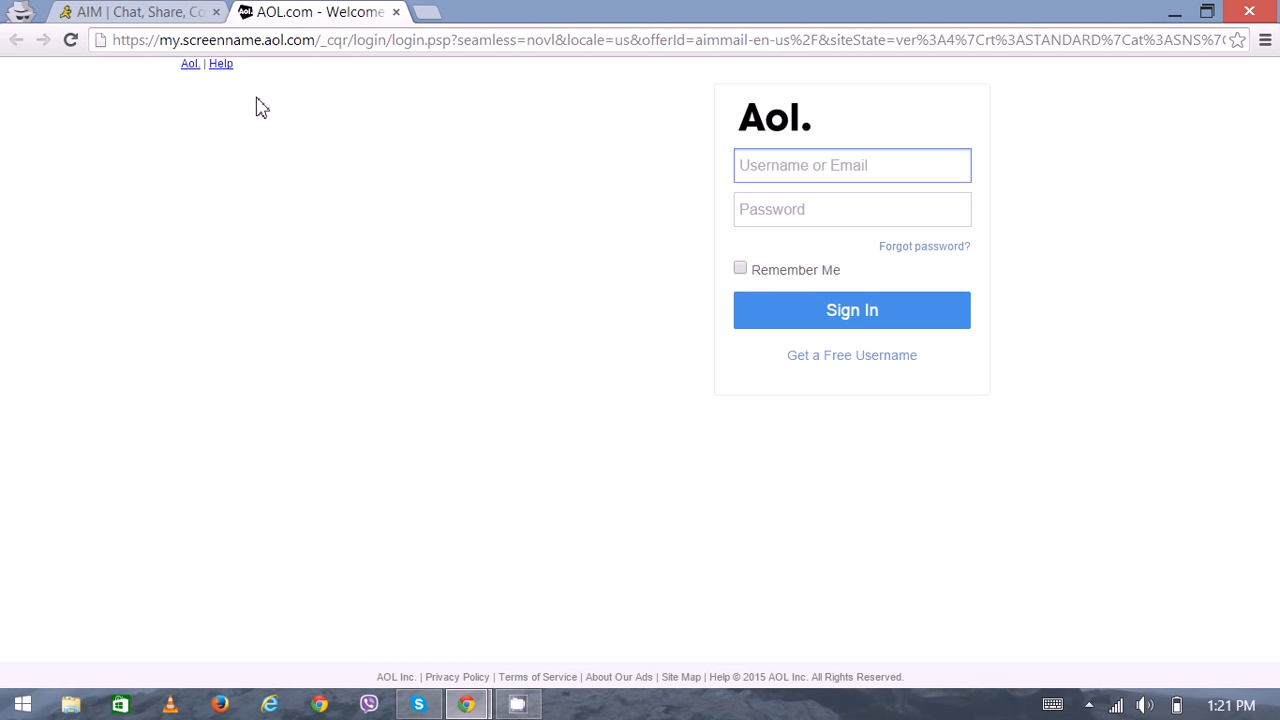 AIM | Chat, Share, Co
Aol. AOL.com - Welcome
https://my.screenname.aol.com/_cqr/login/login.psp?seamless=novl&locale=us&offerId=aimmail-en-us%2F&siteState=ver%3A4%7Crt%3ASTANDARD%7Cat%3ASNS%7C
Aol. | Help
Aol.
Username or Email
Password
Forgot password?
Remember Me
Sign In
Get a Free Username
AOL Inc. | Privacy Policy | Terms of Service | About Our Ads | Site Map | Help © 2015 AOL Inc. All Rights Reserved.
1:21 PM